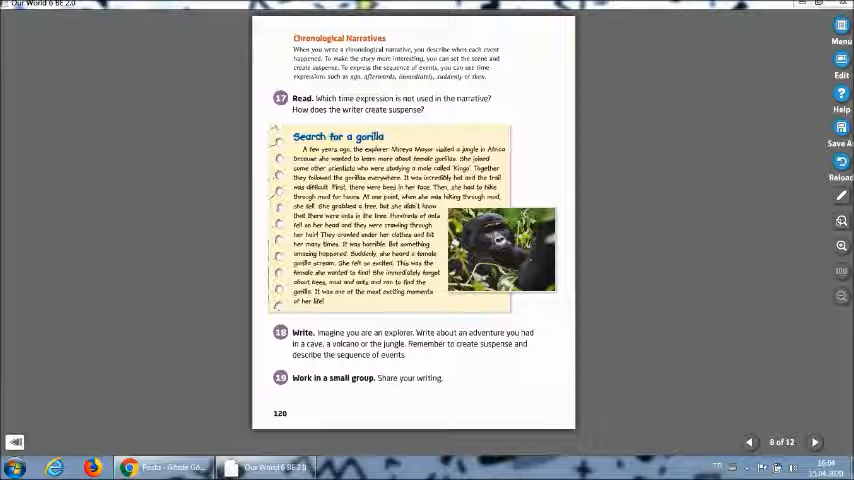 Our World 6 BE 2.0
Chronological Narratives
When you write a chronological narrative, you describe when each event
happened. To make the story more interesting, you can set the scene and
create suspense. To express the sequence of events, you can use time
expressions such as ago, afterwards, immediately, suddenly or then.
17 Read. Which time expression is not used in the narrative?
How does the writer create suspense?
Search for a gorilla
A few years ago, the explorer Mireya Mayor visited a jungle in Africa
because she wanted to learn more about female gorillas. She joined
some other scientists who were studying a male called 'Kingo'. Together
they followed the gorillas everywhere. It was incredibly hot and the trail
was difficult. First, there were bees in her face. Then, she had to hike
through mud for hours. At one point, when she was hiking through mud,
she fell. She grabbed a tree. But she didn't know
that there were ants in the tree. Hundreds of ants
fell on her head and they were crawling through
her hair! They crawled under her clothes and bit
her many times. It was horrible. But something
amazing happened. Suddenly, she heard a female
gorilla scream. She felt so excited. This was the
female she wanted to find! She immediately forgot
about bees, mud and ants and ran to find the
gorilla. It was one of the most exciting moments
of her life!
18 Write. Imagine you are an explorer. Write about an adventure you had
in a cave, a volcano or the jungle. Remember to create suspense and
describe the sequence of events.
19 Work in a small group. Share your writing.
120
Menu
Edit
Help
Save A
Reload
100
8 of 12
Posta - Gözde Gö...
Our World 6 BE 2.0
TR
16:04
15.04.2020